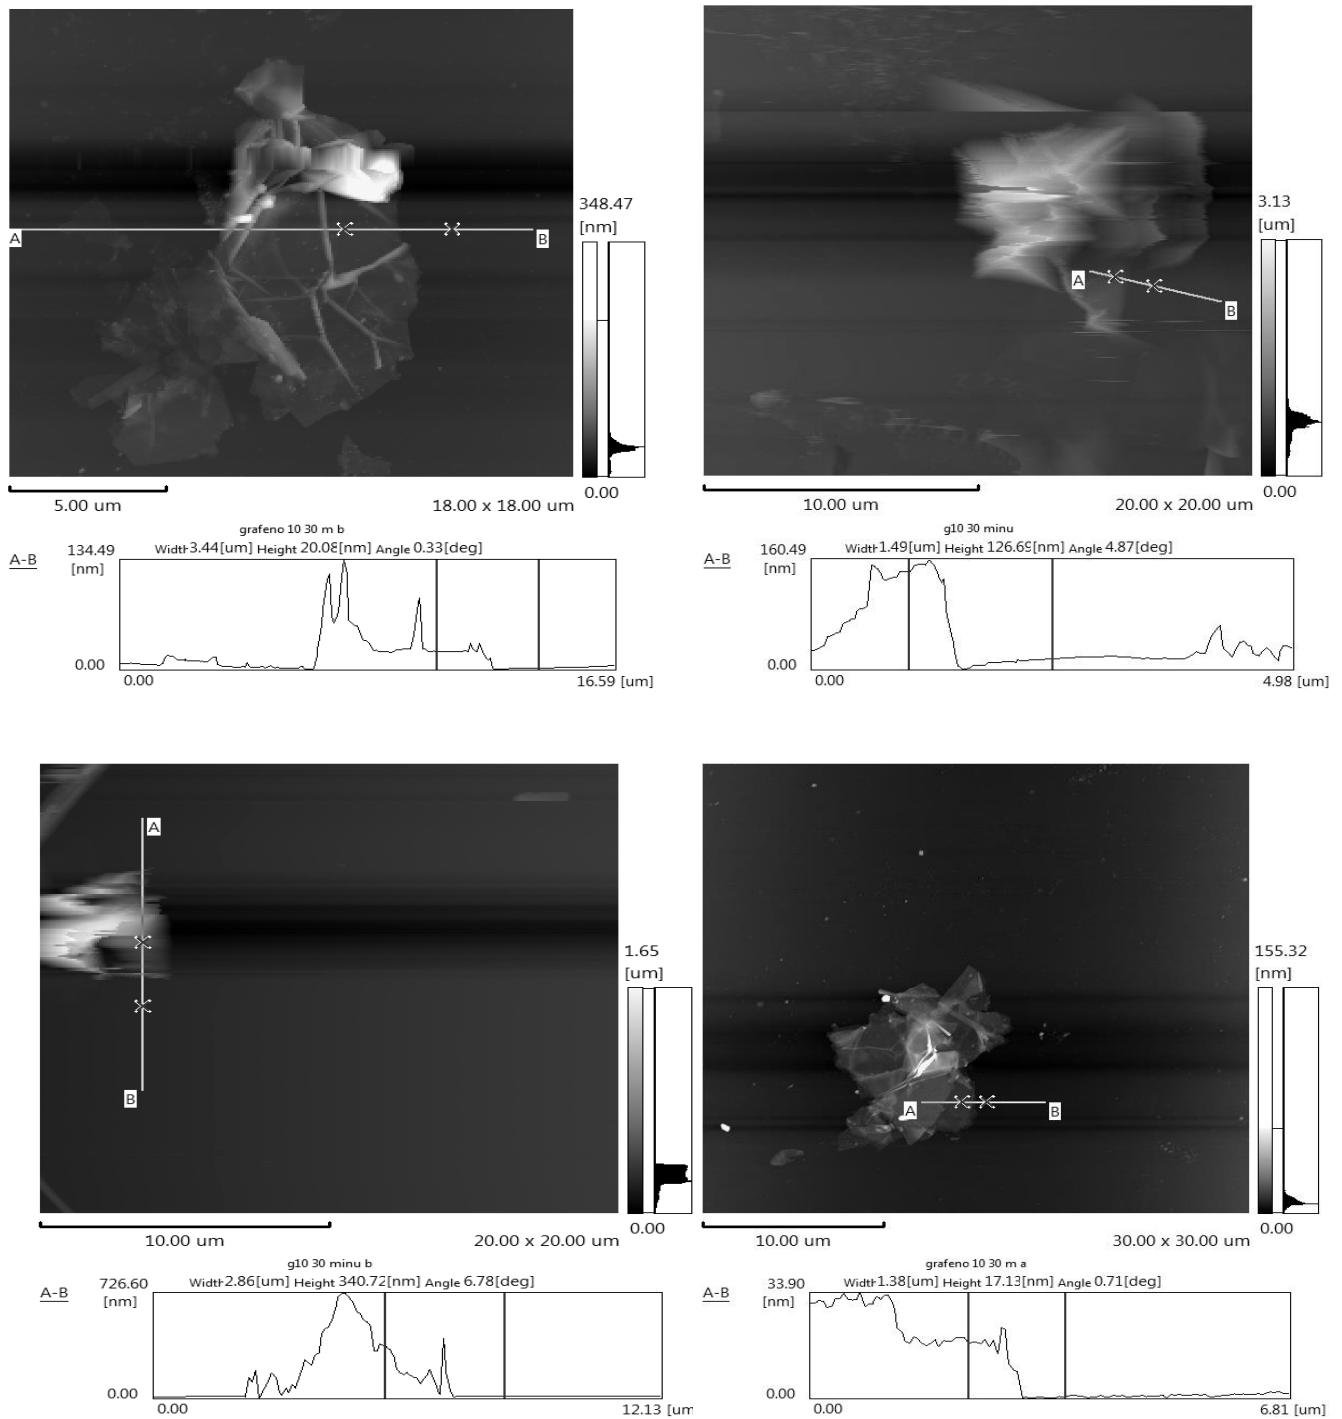 348.47
[nm]
A
B
0.00
5.00 um
18.00 x 18.00 um
grafeno 10 30 m b
Width 3.44[um] Height 20.08[nm] Angle 0.33[deg]
A-B
134.49
[nm]
0.00
0.00
16.59 [um]
3.13
[um]
A
B
0.00
10.00 um
20.00 x 20.00 um
g10 30 minu
Width 1.49[um] Height 126.69[nm] Angle 4.87[deg]
A-B
160.49
[nm]
0.00
0.00
4.98 [um]
A
B
1.65
[um]
0.00
10.00 um
20.00 x 20.00 um
g10 30 minu b
Width 2.86[um] Height 340.72[nm] Angle 6.78[deg]
A-B
726.60
[nm]
0.00
0.00
12.13 [um
155.32
[nm]
A
B
0.00
10.00 um
30.00 x 30.00 um
grafeno 10 30 m a
Width 1.38[um] Height 17.13[nm] Angle 0.71[deg]
A-B
33.90
[nm]
0.00
0.00
6.81 [um]